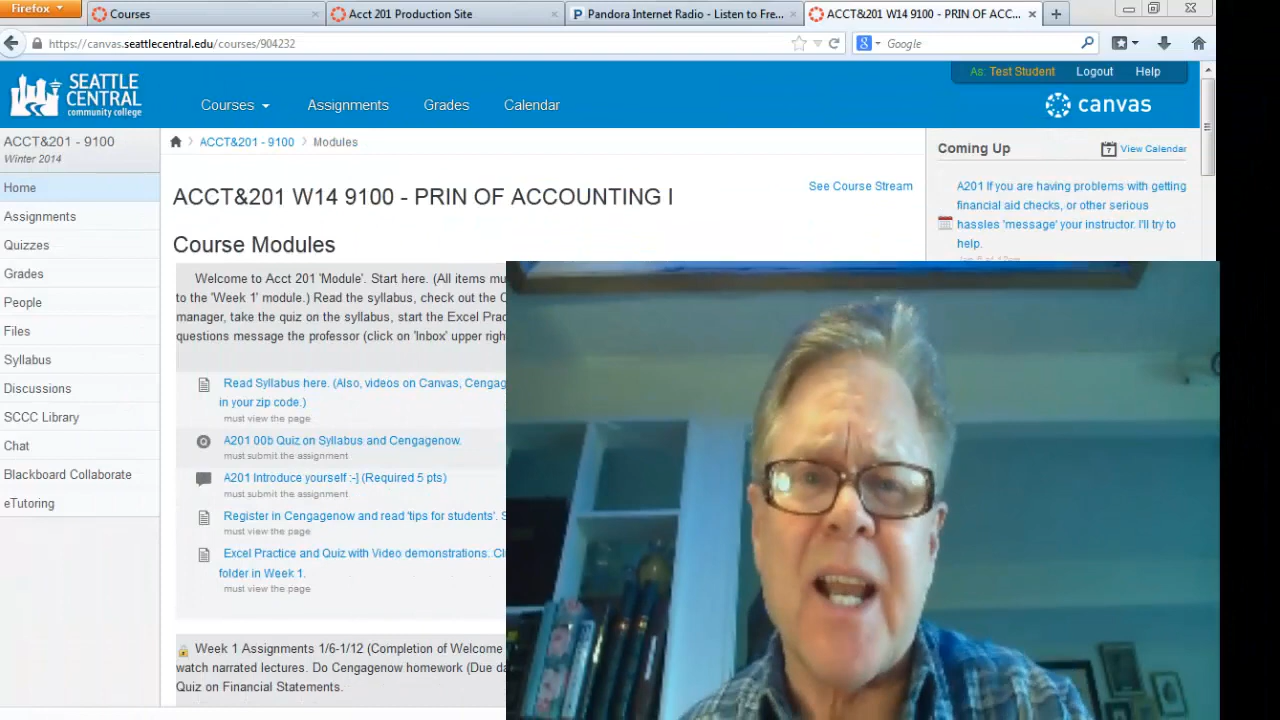 Firefox
Courses
Acct 201 Production Site
Pandora Internet Radio - Listen to Fre...
ACCT&201 W14 9100 - PRIN OF ACC...
https://canvas.seattlecentral.edu/courses/904232
Google
As: Test Student Logout Help
SEATTLE
CENTRAL
community college
Courses Assignments Grades Calendar
canvas
ACCT&201 - 9100
Winter 2014
Home
Assignments
Quizzes
Grades
People
Files
Syllabus
Discussions
SCCC Library
Chat
Blackboard Collaborate
eTutoring
ACCT&201 - 9100 Modules
ACCT&201 W14 9100 - PRIN OF ACCOUNTING I
See Course Stream
Course Modules
Welcome to Acct 201 'Module'. Start here. (All items mu
to the 'Week 1' module.) Read the syllabus, check out the C
manager, take the quiz on the syllabus, start the Excel Prac
questions message the professor (click on 'Inbox' upper righ
Read Syllabus here. (Also, videos on Canvas, Cengag
in your zip code.)
must view the page
A201 00b Quiz on Syllabus and Cengagenow.
must submit the assignment
A201 Introduce yourself :-] (Required 5 pts)
must submit the assignment
Register in Cengagenow and read 'tips for students'. S
must view the page
Excel Practice and Quiz with Video demonstrations. Cl
folder in Week 1.
must view the page
Week 1 Assignments 1/6-1/12 (Completion of Welcome
watch narrated lectures. Do Cengagenow homework (Due da
Quiz on Financial Statements.
Coming Up
View Calendar
A201 If you are having problems with getting
financial aid checks, or other serious
hassles 'message' your instructor. I'll try to
help.